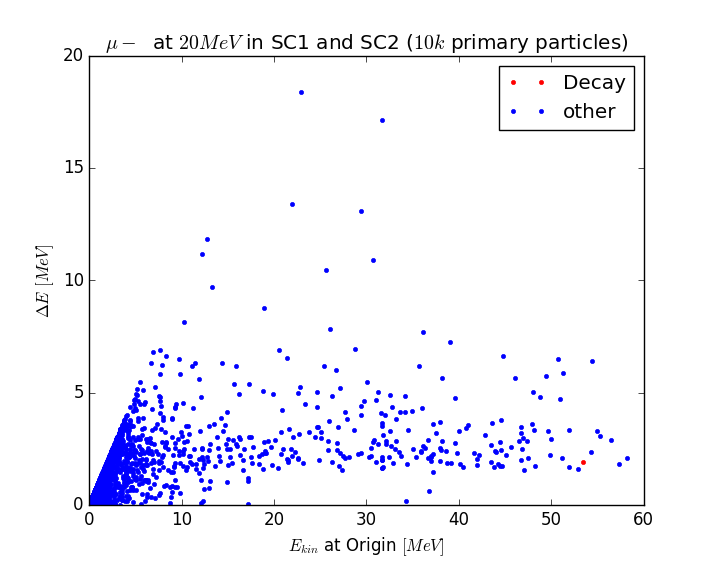 μ− at 20MeV in SC1 and SC2 (10k primary particles)
Decay
other
20
15
10
5
0
ΔE [MeV]
0 10 20 30 40 50 60
E_kin at Origin [MeV]